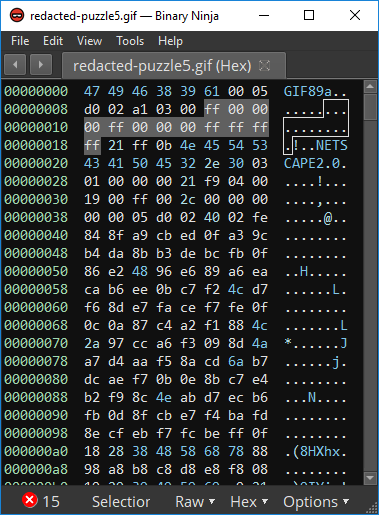 redacted-puzzle5.gif — Binary Ninja
File Edit View Tools Help
redacted-puzzle5.gif (Hex)
00000000 47 49 46 38 39 61 00 05 GIF89a..
00000008 d0 02 a1 03 00 ff 00 00 ........
00000010 00 ff 00 00 00 ff ff ff ........
00000018 ff 21 ff 0b 4e 45 54 53 .!..NETS
00000020 43 41 50 45 32 2e 30 03 CAPE2.0.
00000028 01 00 00 00 21 f9 04 00 ....!...
00000030 19 00 ff 00 2c 00 00 00 ....,...
00000038 00 00 05 d0 02 40 02 fe .....@..
00000040 84 8f a9 cb ed 0f a3 9c ........
00000048 b4 da 8b b3 de bc fb 0f ........
00000050 86 e2 48 96 e6 89 a6 ea ..H.....
00000058 ca b6 ee 0b c7 f2 4c d7 ......L.
00000060 f6 8d e7 fa ce f7 fe 0f ........
00000068 0c 0a 87 c4 a2 f1 88 4c .......L
00000070 2a 97 cc a6 f3 09 8d 4a *......J
00000078 a7 d4 aa f5 8a cd 6a b7 ......j.
00000080 dc ae f7 0b 0e 8b c7 e4 ........
00000088 b2 f9 8c 4e ab d7 ec b6 ...N....
00000090 fb 0d 8f cb e7 f4 ba fd ........
00000098 8e cf eb f7 fc be ff 0f ........
000000a0 18 28 38 48 58 68 78 88 .(8HXhx.
000000a8 98 a8 b8 c8 d8 e8 f8 08 ........
15 Selection Raw Hex Options